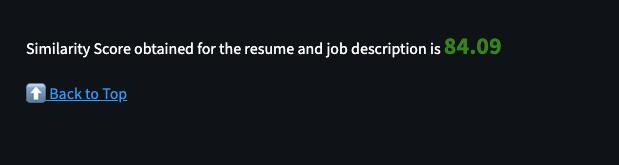 Similarity Score obtained for the resume and job description is 84.09
⬆️ Back to Top